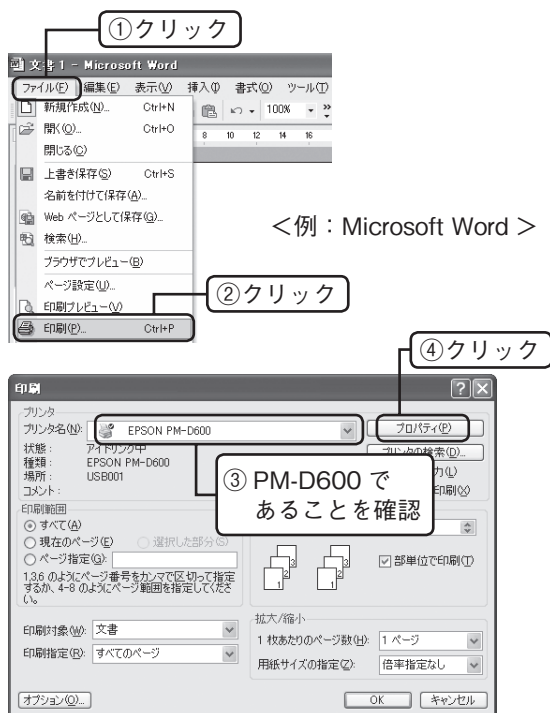 ①クリック
文書 1 - Microsoft Word
ファイル(F) 編集(E) 表示(V) 挿入(I) 書式(O) ツール(T)
新規作成(N)... Ctrl+N
100%
開く(O)... Ctrl+O
8 10 12 14 16
閉じる(C)
上書き保存(S) Ctrl+S
名前を付けて保存(A)...
Web ページとして保存(G)...
検索(H)...
＜例：Microsoft Word＞
ブラウザでプレビュー(B)
ページ設定(U)...
②クリック
印刷プレビュー(V)
印刷(P)... Ctrl+P
④クリック
印刷
プリンタ
プリンタ名(N): EPSON PM-D600 プロパティ(P)
状態: アイドリング中 プリンタの検索(D)...
種類: EPSON PM-D600
場所: USB001
コメント:
③ PM-D600 で
あることを確認
印刷範囲
すべて(A)
現在のページ(E) 選択した部分(S)
ページ指定(G):
部単位で印刷(T)
1,3,6 のようにページ番号をカンマで区切って指定
するか、4-8 のようにページ範囲を指定してくださ
い。
拡大/縮小
印刷対象(W): 文書
1 枚あたりのページ数(H): 1 ページ
印刷指定(R): すべてのページ
用紙サイズの指定(Z): 倍率指定なし
オプション(O)... OK キャンセル